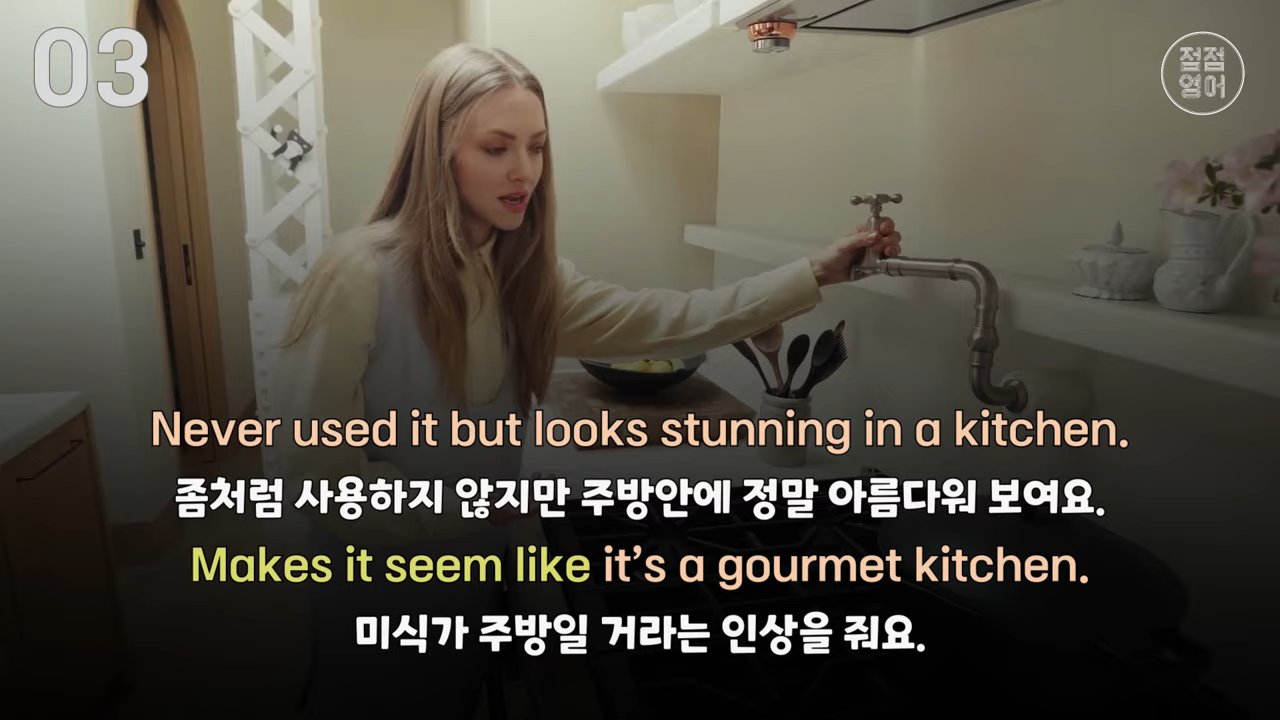 03
점점
영어
Never used it but looks stunning in a kitchen.
좀처럼 사용하지 않지만 주방안에 정말 아름다워 보여요.
Makes it seem like it's a gourmet kitchen.
미식가 주방일 거라는 인상을 줘요.